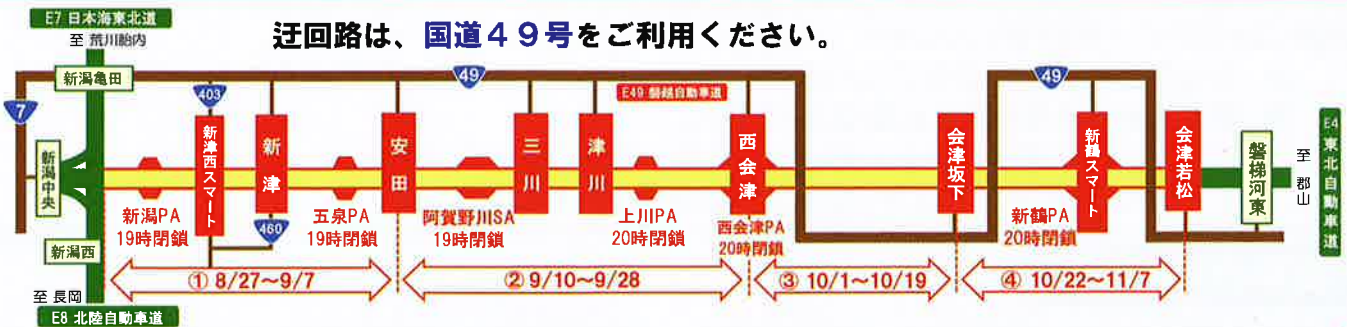 E7 日本海東北道
至 荒川胎内
迂回路は、国道49号をご利用ください。
新潟亀田
7
403
49
E49 磐越自動車道
49
新潟中央
新津西スマート
新津
安田
三川
津川
西会津
会津坂下
新鶴スマート
会津若松
磐梯河東
至 郡山
E4 東北自動車道
新潟PA
19時閉鎖
460
五泉PA
19時閉鎖
阿賀野川SA
19時閉鎖
上川PA
20時閉鎖
西会津PA
20時閉鎖
新鶴PA
20時閉鎖
新潟西
① 8/27～9/7
② 9/10～9/28
③ 10/1～10/19
④ 10/22～11/7
至 長岡
E8 北陸自動車道